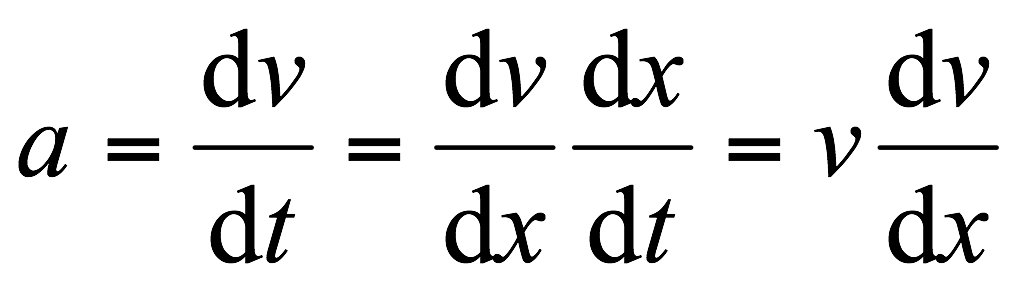 a = dv/dt = dv/dx dx/dt = v dv/dx